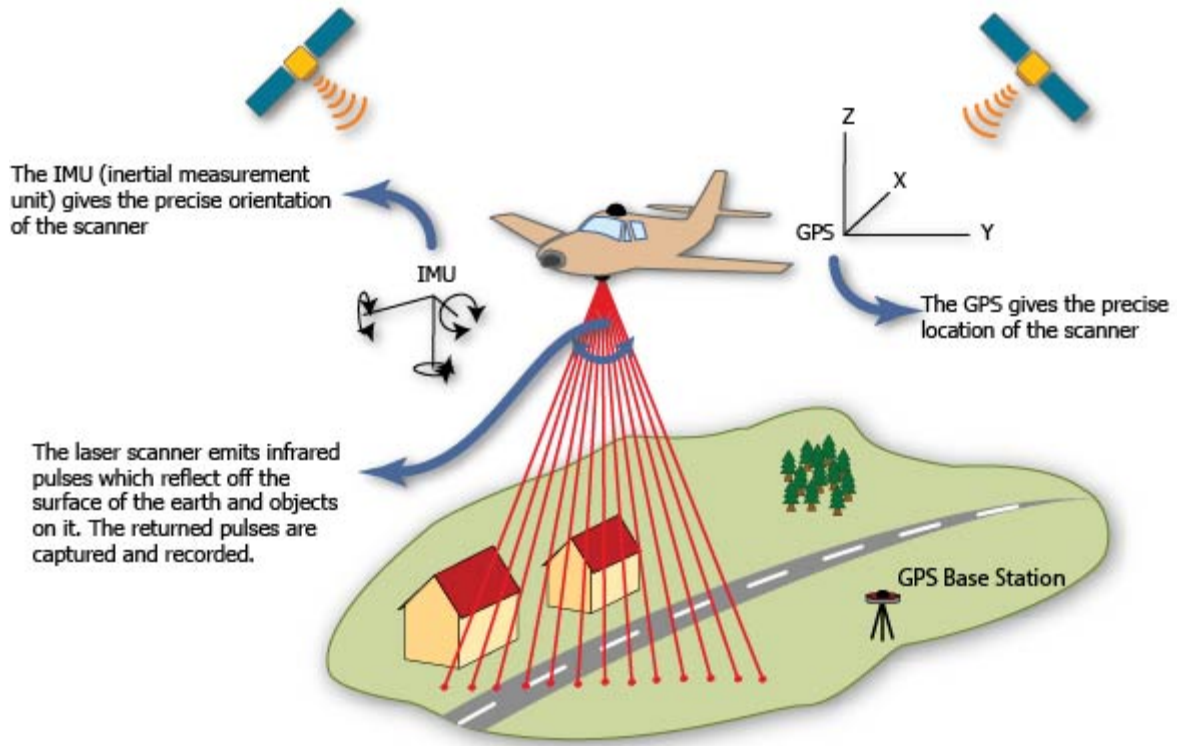 The IMU (inertial measurement
unit) gives the precise orientation
of the scanner
IMU
Z
X
GPS
Y
The GPS gives the precise
location of the scanner
The laser scanner emits infrared
pulses which reflect off the
surface of the earth and objects
on it. The returned pulses are
captured and recorded.
GPS Base Station